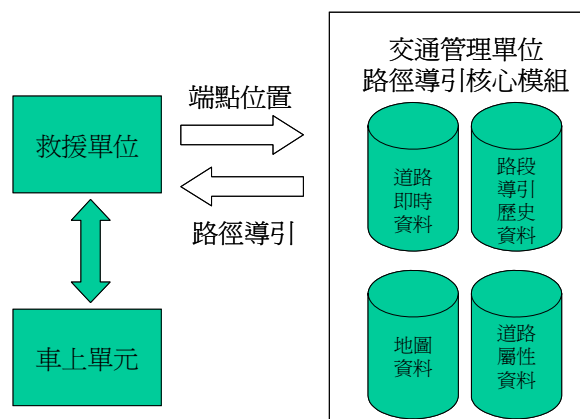 交通管理單位
路徑導引核心模組
端點位置
救援單位
路徑導引
車上單元
道路
即時
資料
路段
導引
歷史
資料
地圖
資料
道路
屬性
資料